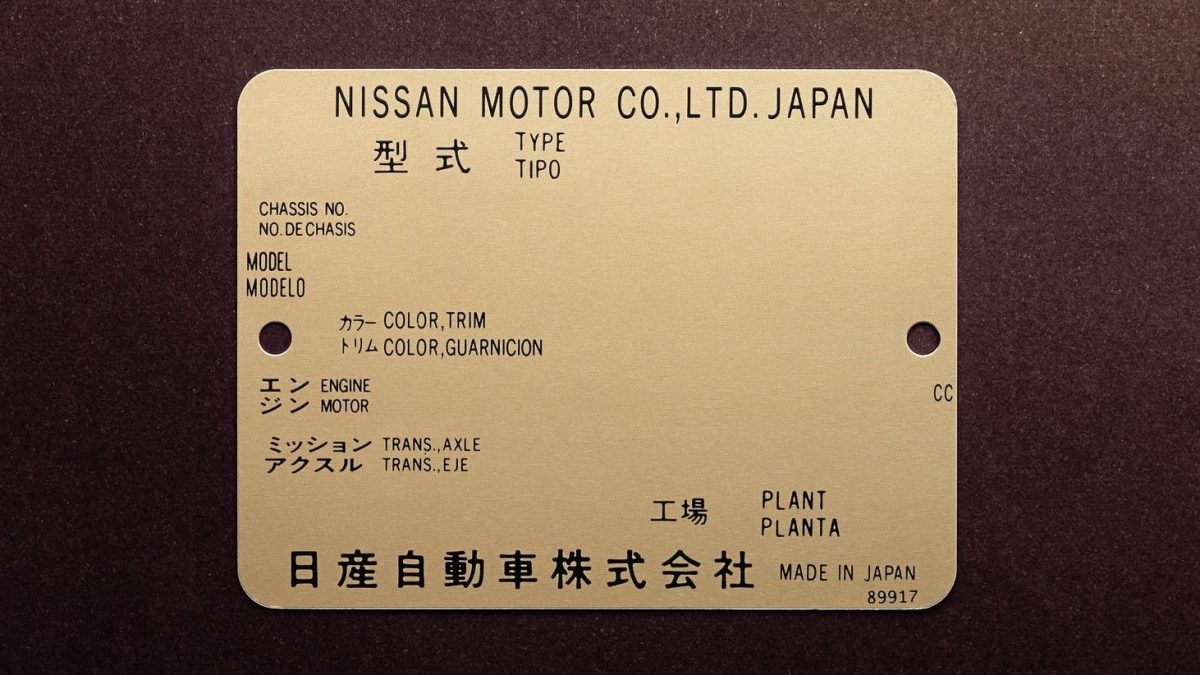 NISSAN MOTOR CO.,LTD. JAPAN
型式 TYPE
TIPO
CHASSIS NO.
NO. DE CHASIS
MODEL
MODELO
カラー COLOR,TRIM
トリム COLOR,GUARNICION
エン ENGINE
ジン MOTOR
CC
ミッション TRANS.,AXLE
アクスル TRANS.,EJE
工場 PLANT
PLANTA
日産自動車株式会社 MADE IN JAPAN
89917